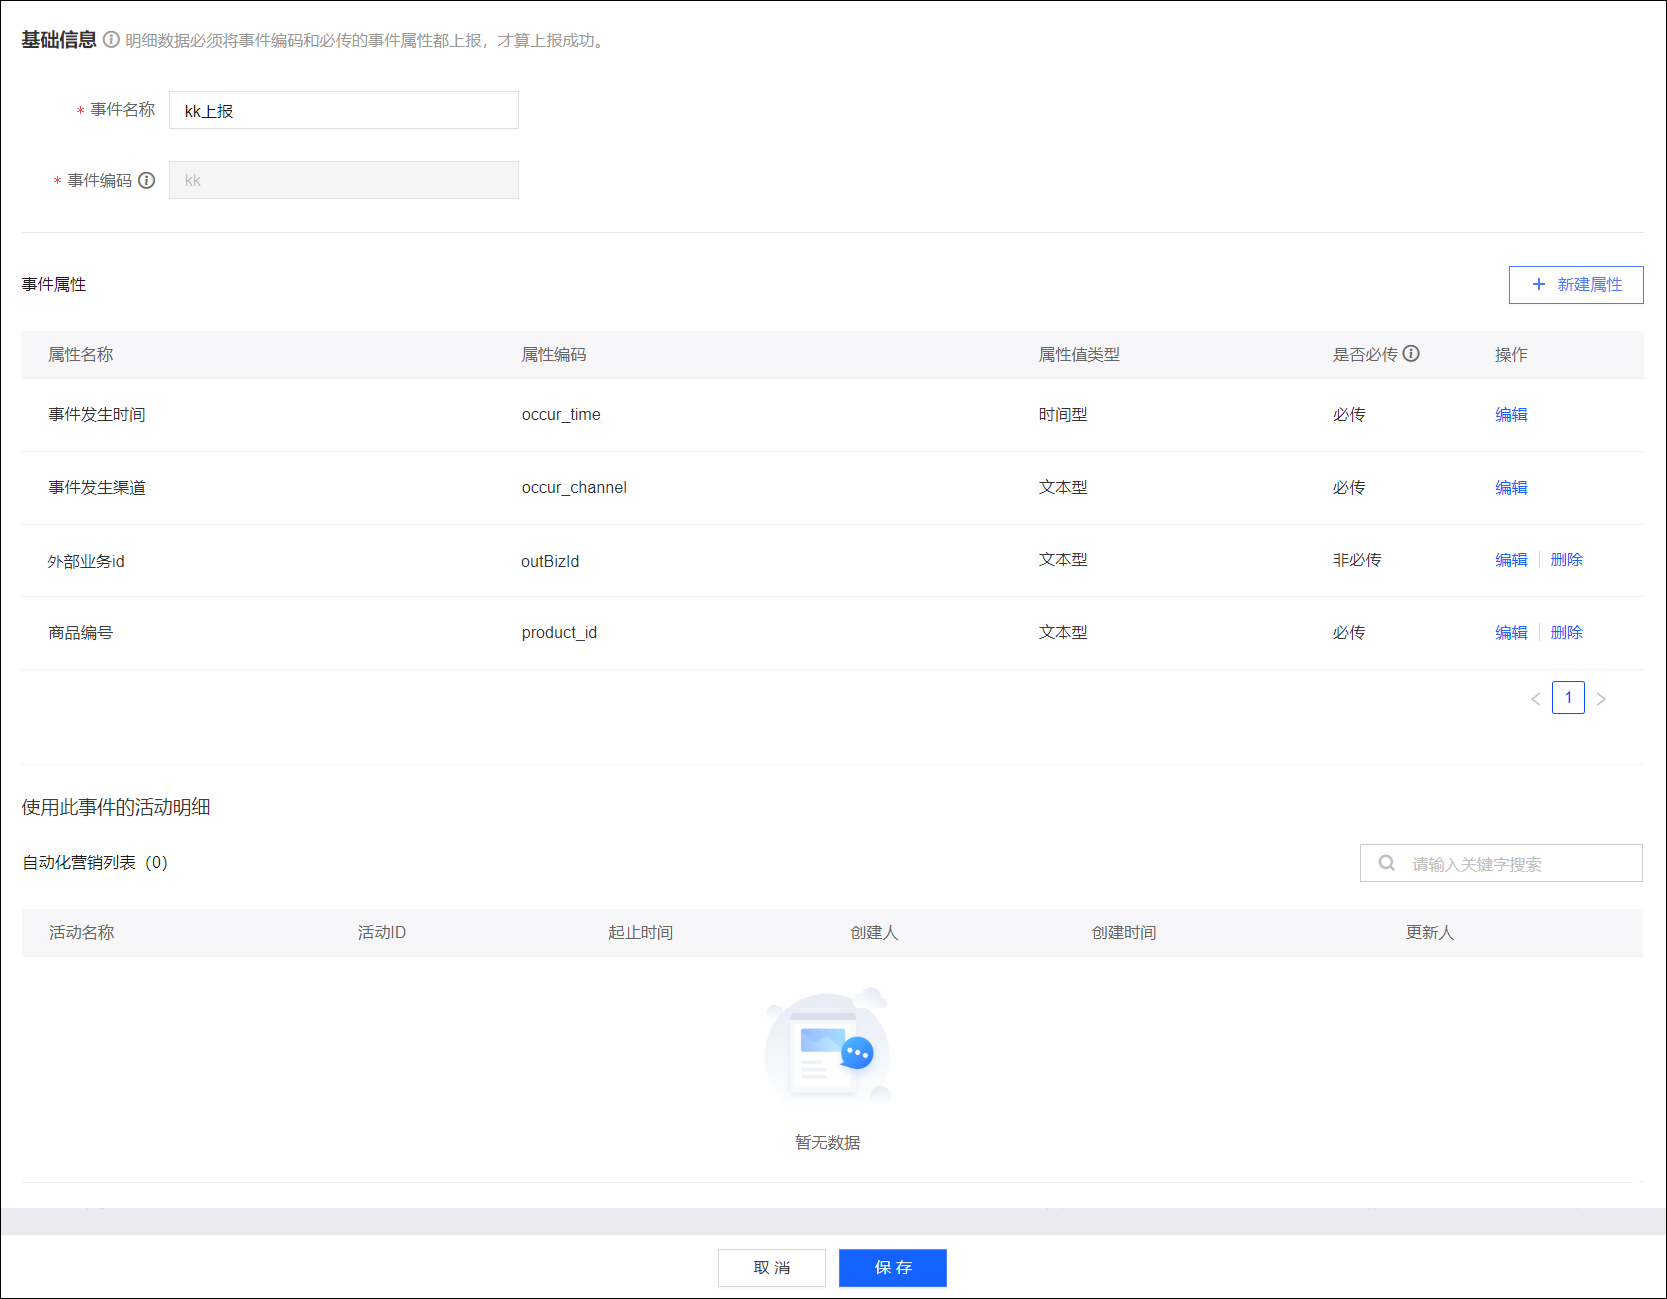 基础信息 明细数据必须将事件编码和必传的事件属性都上报，才算上报成功。
* 事件名称 kk上报
* 事件编码 kk
事件属性 + 新建属性
属性名称 属性编码 属性值类型 是否必传 操作
事件发生时间 occur_time 时间型 必传 编辑
事件发生渠道 occur_channel 文本型 必传 编辑
外部业务id outBizId 文本型 非必传 编辑 删除
商品编号 product_id 文本型 必传 编辑 删除
< 1 >
使用此事件的活动明细
自动化营销列表（0） 请输入关键字搜索
活动名称 活动ID 起止时间 创建人 创建时间 更新人
暂无数据
取 消 保 存